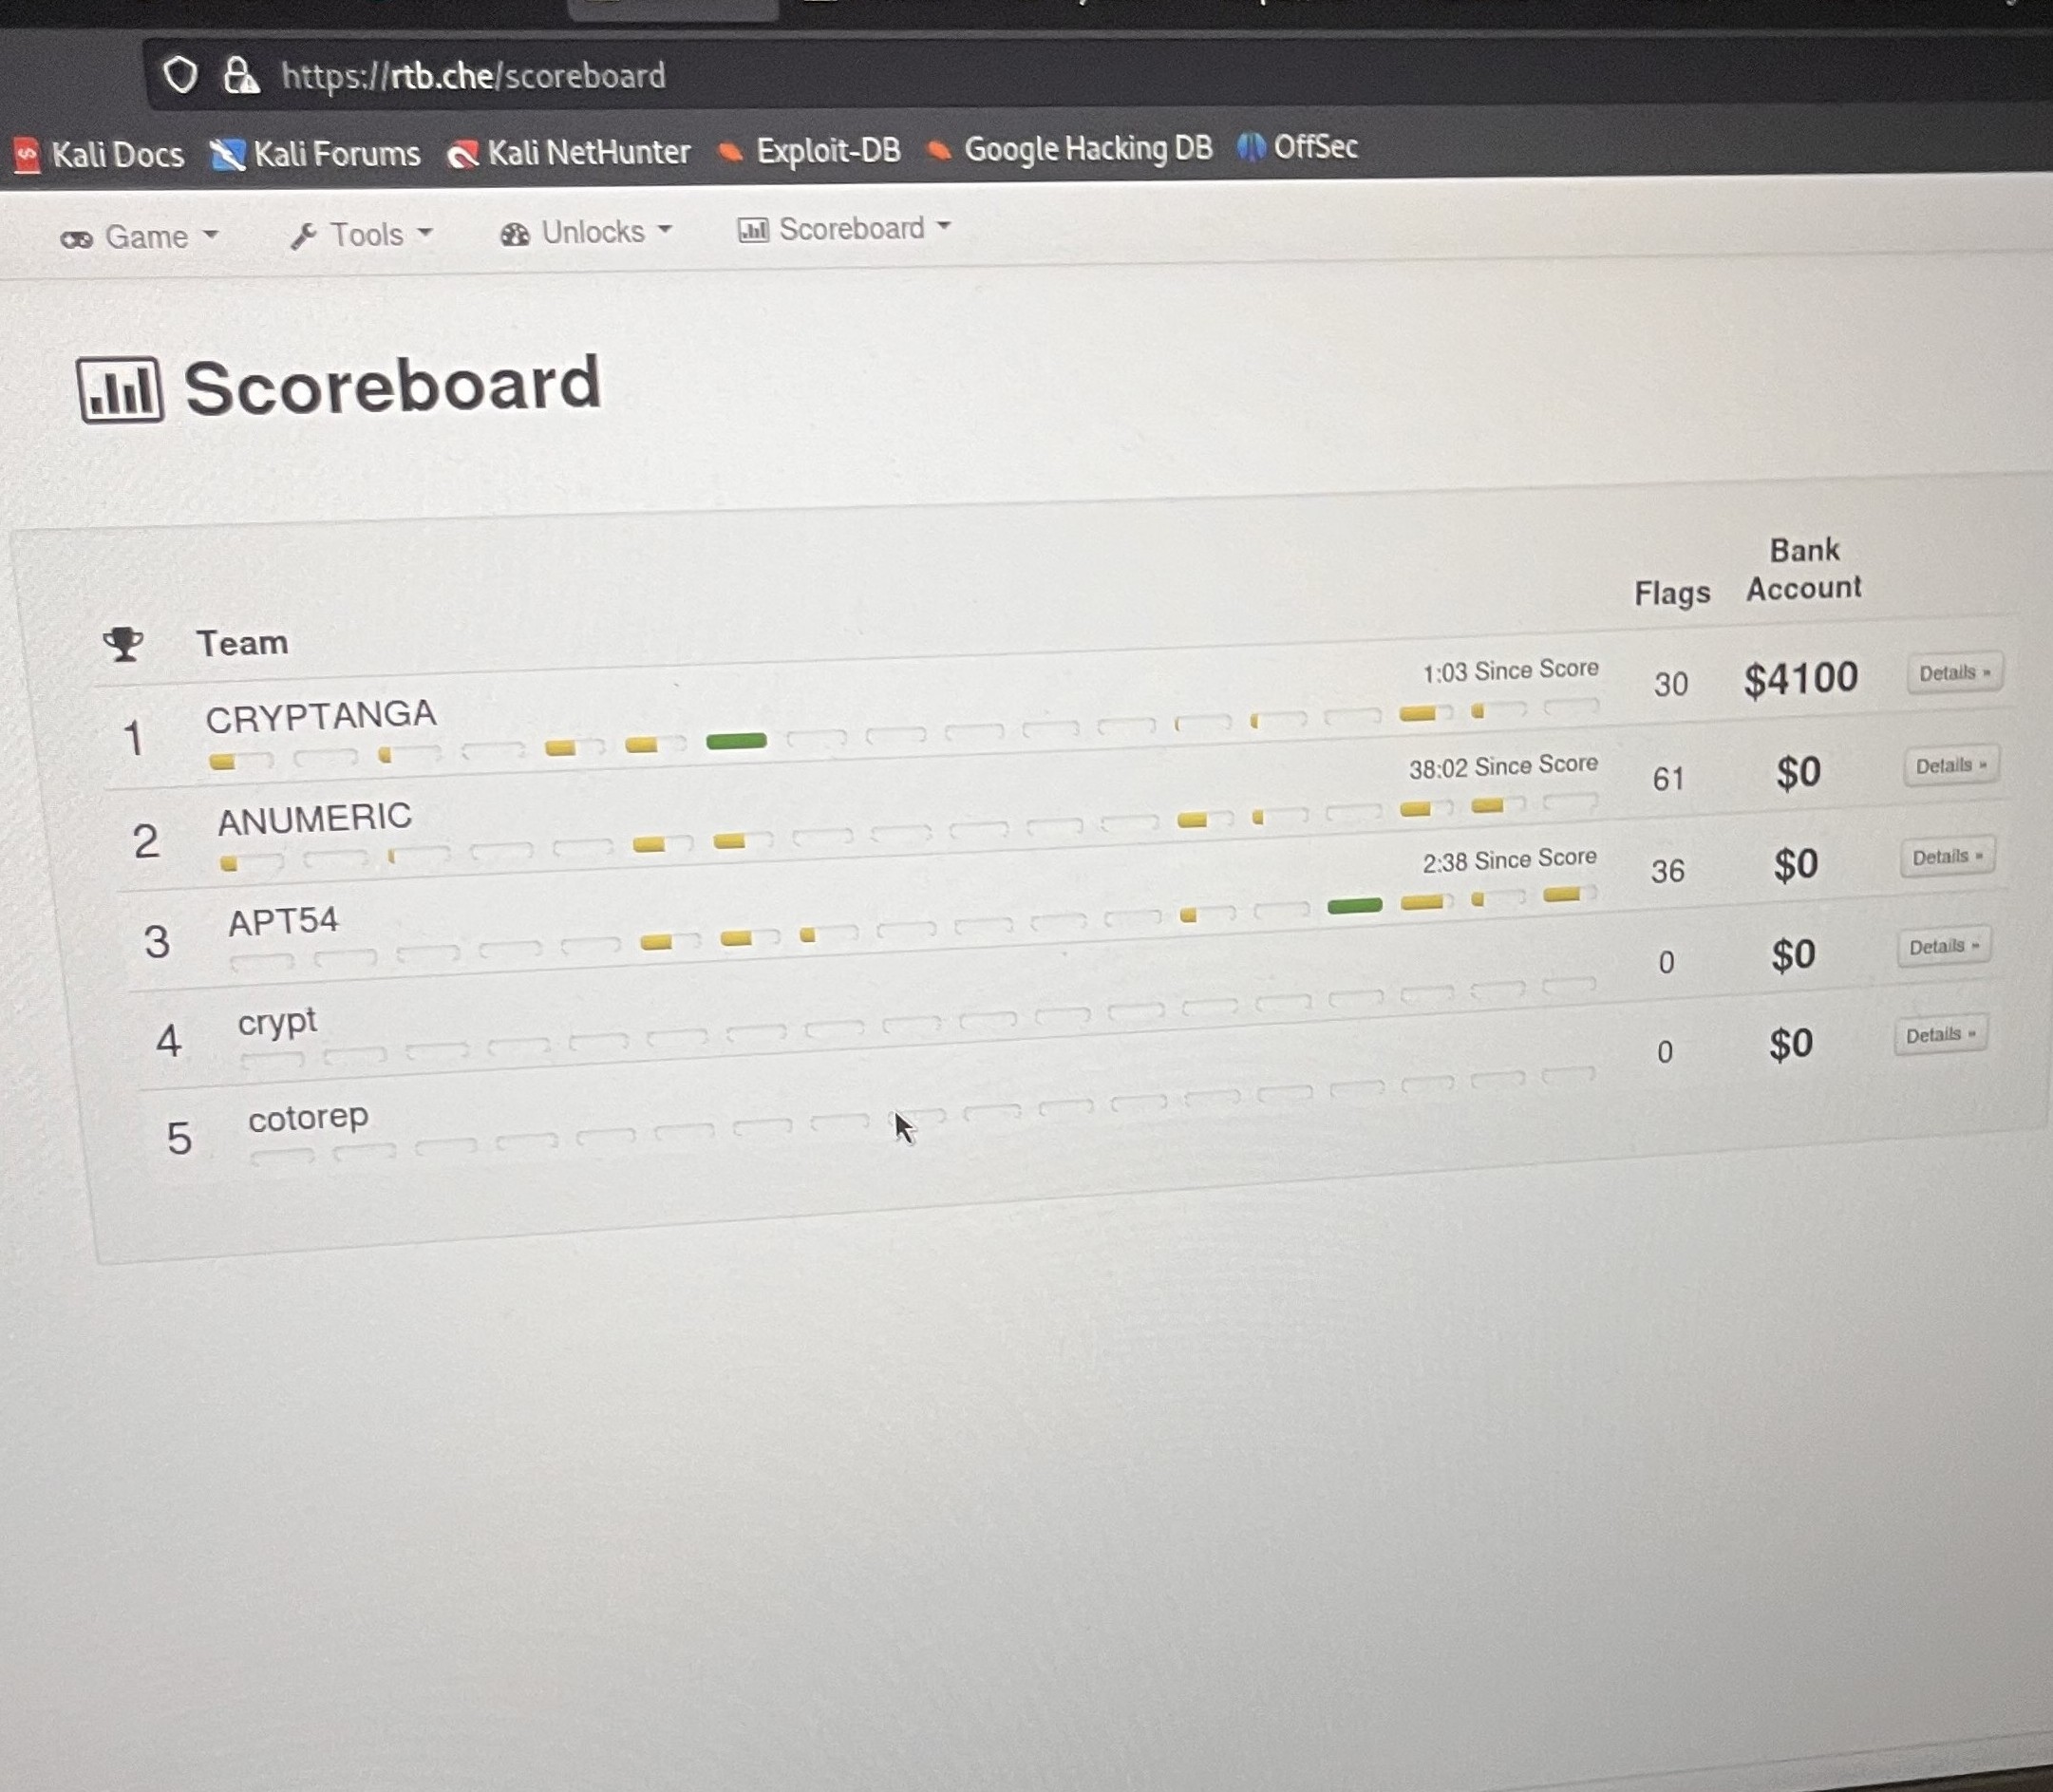 https://rtb.che/scoreboard
Kali Docs Kali Forums Kali NetHunter Exploit-DB Google Hacking DB OffSec
Game Tools Unlocks Scoreboard
Scoreboard
Team Flags Bank Account
1 CRYPTANGA 1:03 Since Score 30 $4100 Details »
2 ANUMERIC 38:02 Since Score 61 $0 Details »
3 APT54 2:38 Since Score 36 $0 Details »
4 crypt 0 $0 Details »
5 cotorep 0 $0 Details »